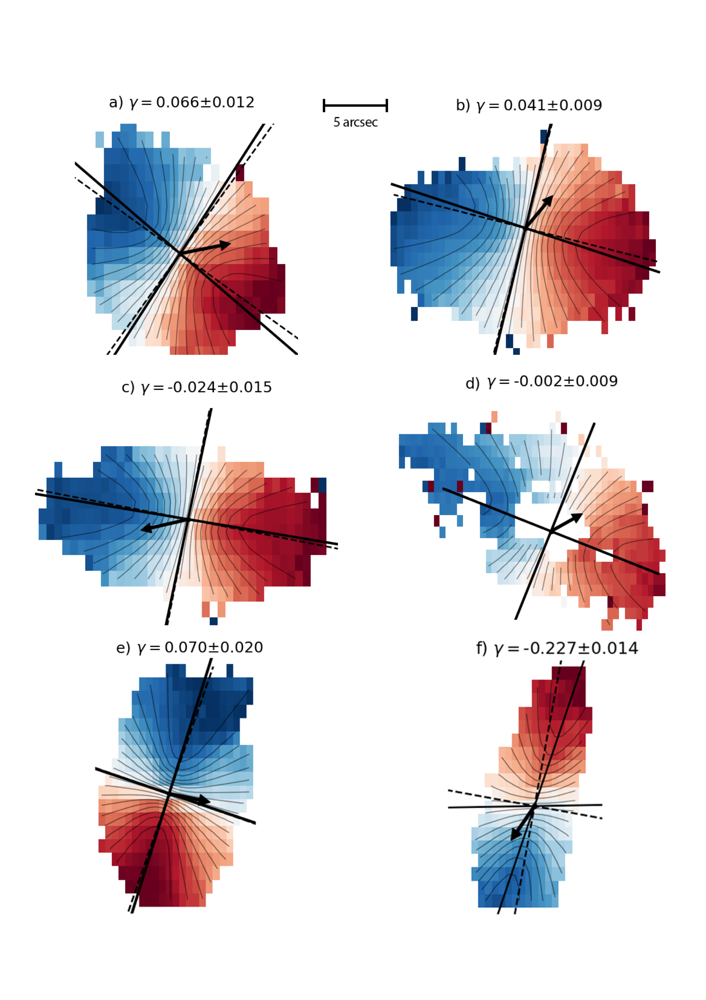 a) γ = 0.066±0.012
5 arcsec
b) γ = 0.041±0.009
c) γ = -0.024±0.015
d) γ = -0.002±0.009
e) γ = 0.070±0.020
f) γ = -0.227±0.014